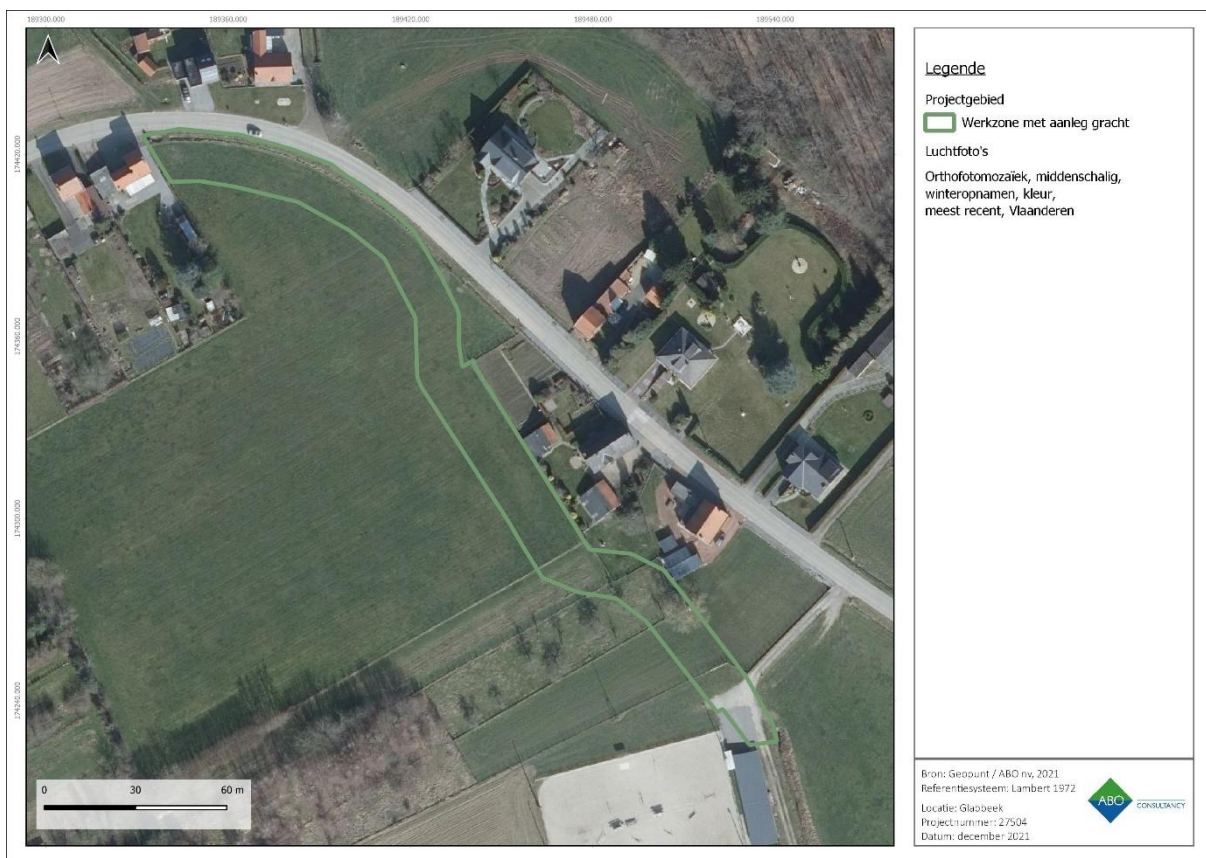 189300.000
189360.000
189420.000
189480.000
189540.000
174420.000
174360.000
174300.000
174240.000
0 30 60 m
Legende
Projectgebied
Werkzone met aanleg gracht
Luchtfoto's
Orthofotomozaïek, middenschalig,
winteropnamen, kleur,
meest recent, Vlaanderen
Bron: Geopunt / ABO nv, 2021
Referentiesysteem: Lambert 1972
Locatie: Glabbeek
Projectnummer: 27504
Datum: december 2021
ABO CONSULTANCY